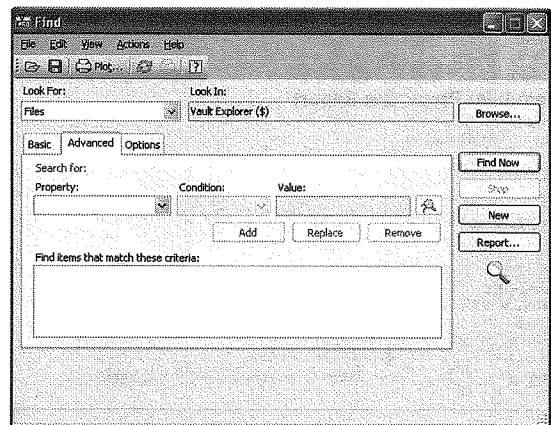 Find
File Edit View Actions Help
Plot...
Look For: Look In:
Files Vault Explorer ($) Browse...
Basic Advanced Options
Find Now
Search for:
Stop
Property: Condition: Value:
New
Add Replace Remove
Report...
Find items that match these criteria: